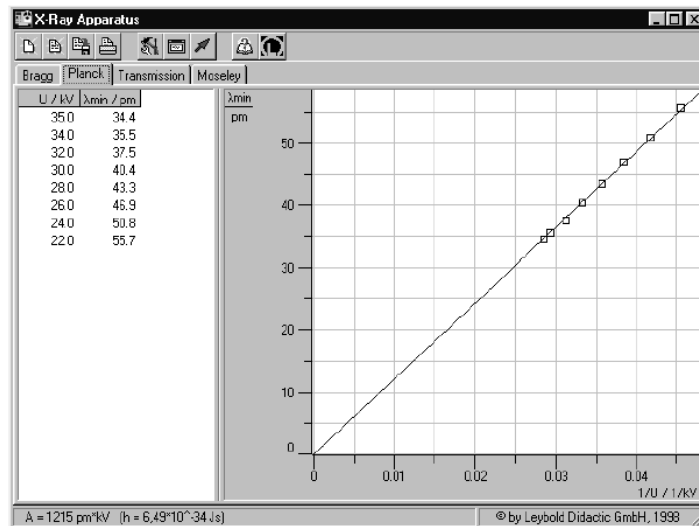 X-Ray Apparatus
Bragg Planck Transmission Moseley
U / kV λmin / pm
35.0 34.4
34.0 35.5
32.0 37.5
30.0 40.4
28.0 43.3
26.0 46.9
24.0 50.8
22.0 55.7
λmin
pm
50
40
30
20
10
0
0 0.01 0.02 0.03 0.04
1/U / 1/kV
A = 1215 pm*kV (h = 6,49*10^-34 Js)
© by Leybold Didactic GmbH, 1998